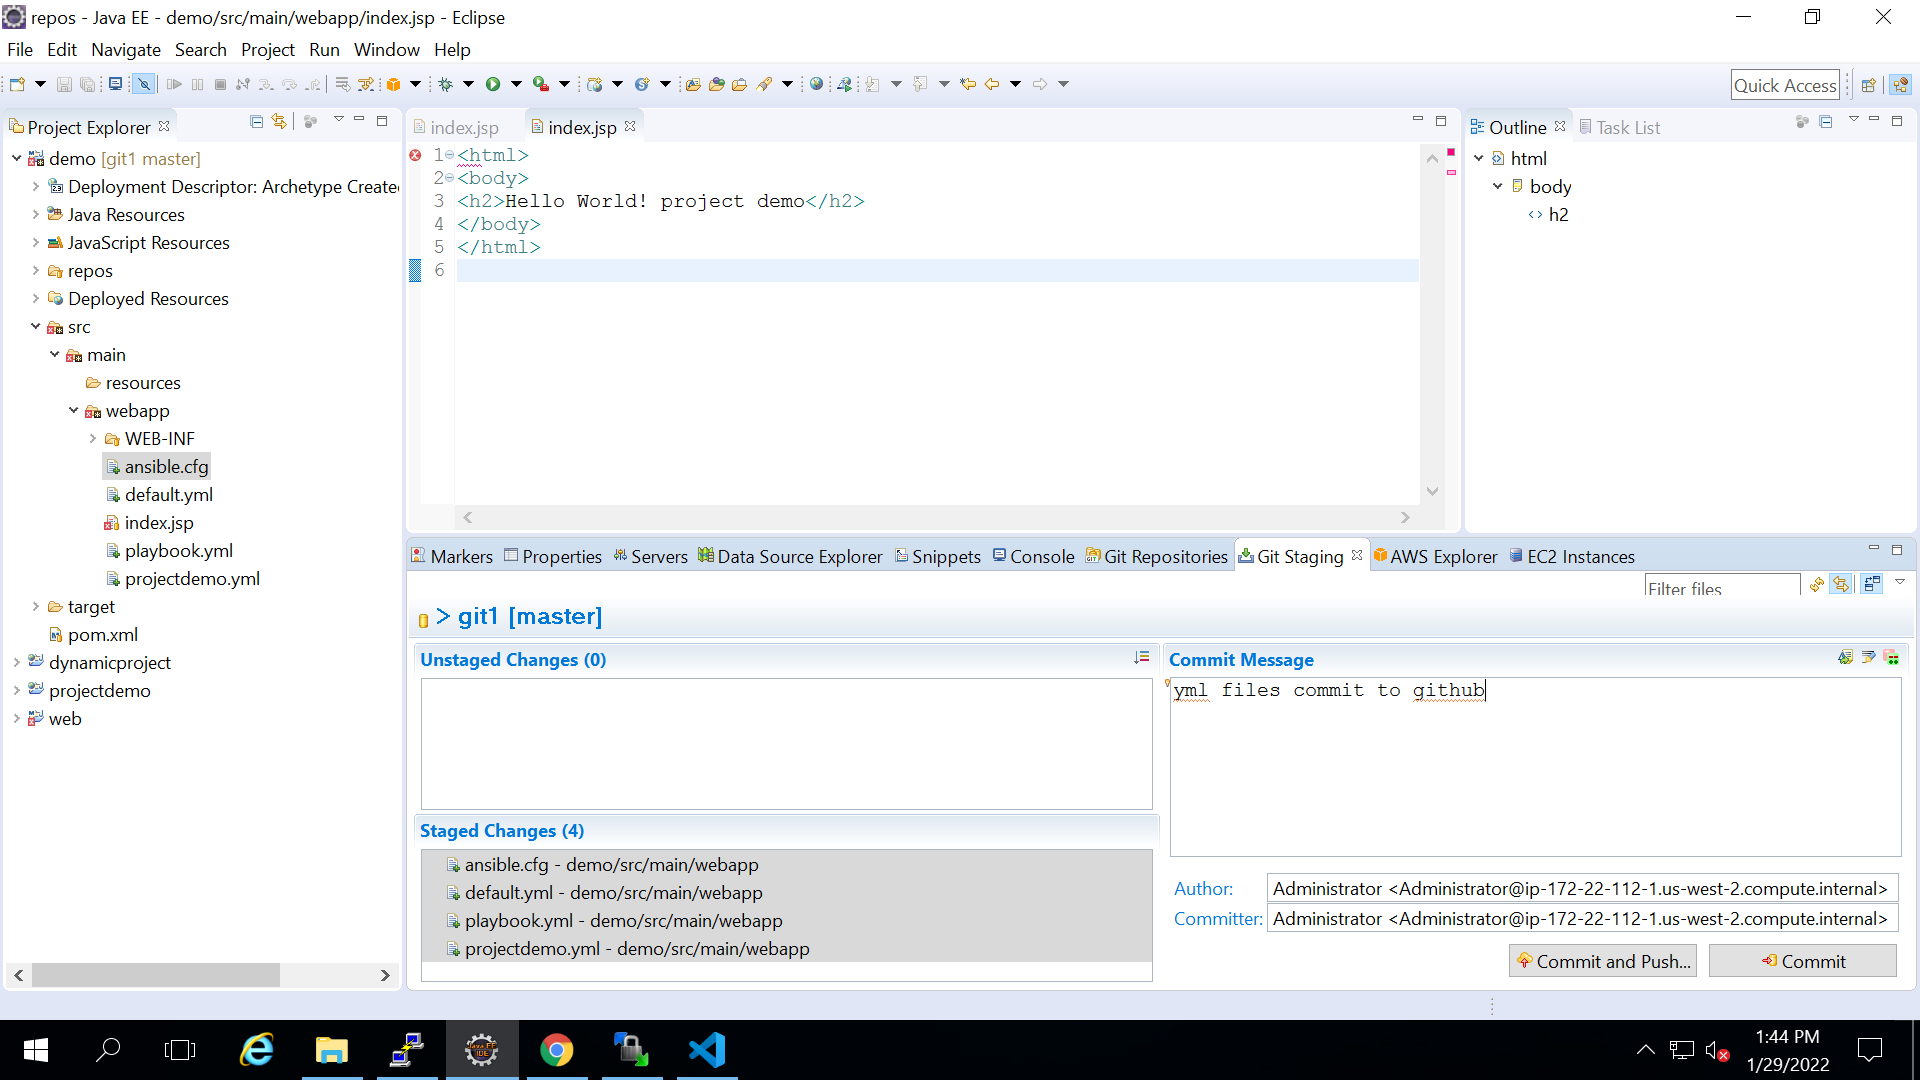 repos - Java EE - demo/src/main/webapp/index.jsp - Eclipse
File Edit Navigate Search Project Run Window Help
Quick Access
Project Explorer
demo [git1 master]
Deployment Descriptor: Archetype Create
Java Resources
JavaScript Resources
repos
Deployed Resources
src
main
resources
webapp
WEB-INF
ansible.cfg
default.yml
index.jsp
playbook.yml
projectdemo.yml
target
pom.xml
dynamicproject
projectdemo
web
index.jsp index.jsp
1 <html>
2 <body>
3 <h2>Hello World! project demo</h2>
4 </body>
5 </html>
6
Outline Task List
html
body
h2
Markers Properties Servers Data Source Explorer Snippets Console Git Repositories Git Staging AWS Explorer EC2 Instances
Filter files
> git1 [master]
Unstaged Changes (0)
Staged Changes (4)
ansible.cfg - demo/src/main/webapp
default.yml - demo/src/main/webapp
playbook.yml - demo/src/main/webapp
projectdemo.yml - demo/src/main/webapp
Commit Message
yml files commit to github
Author: Administrator <Administrator@ip-172-22-112-1.us-west-2.compute.internal>
Committer: Administrator <Administrator@ip-172-22-112-1.us-west-2.compute.internal>
Commit and Push... Commit
1:44 PM
1/29/2022